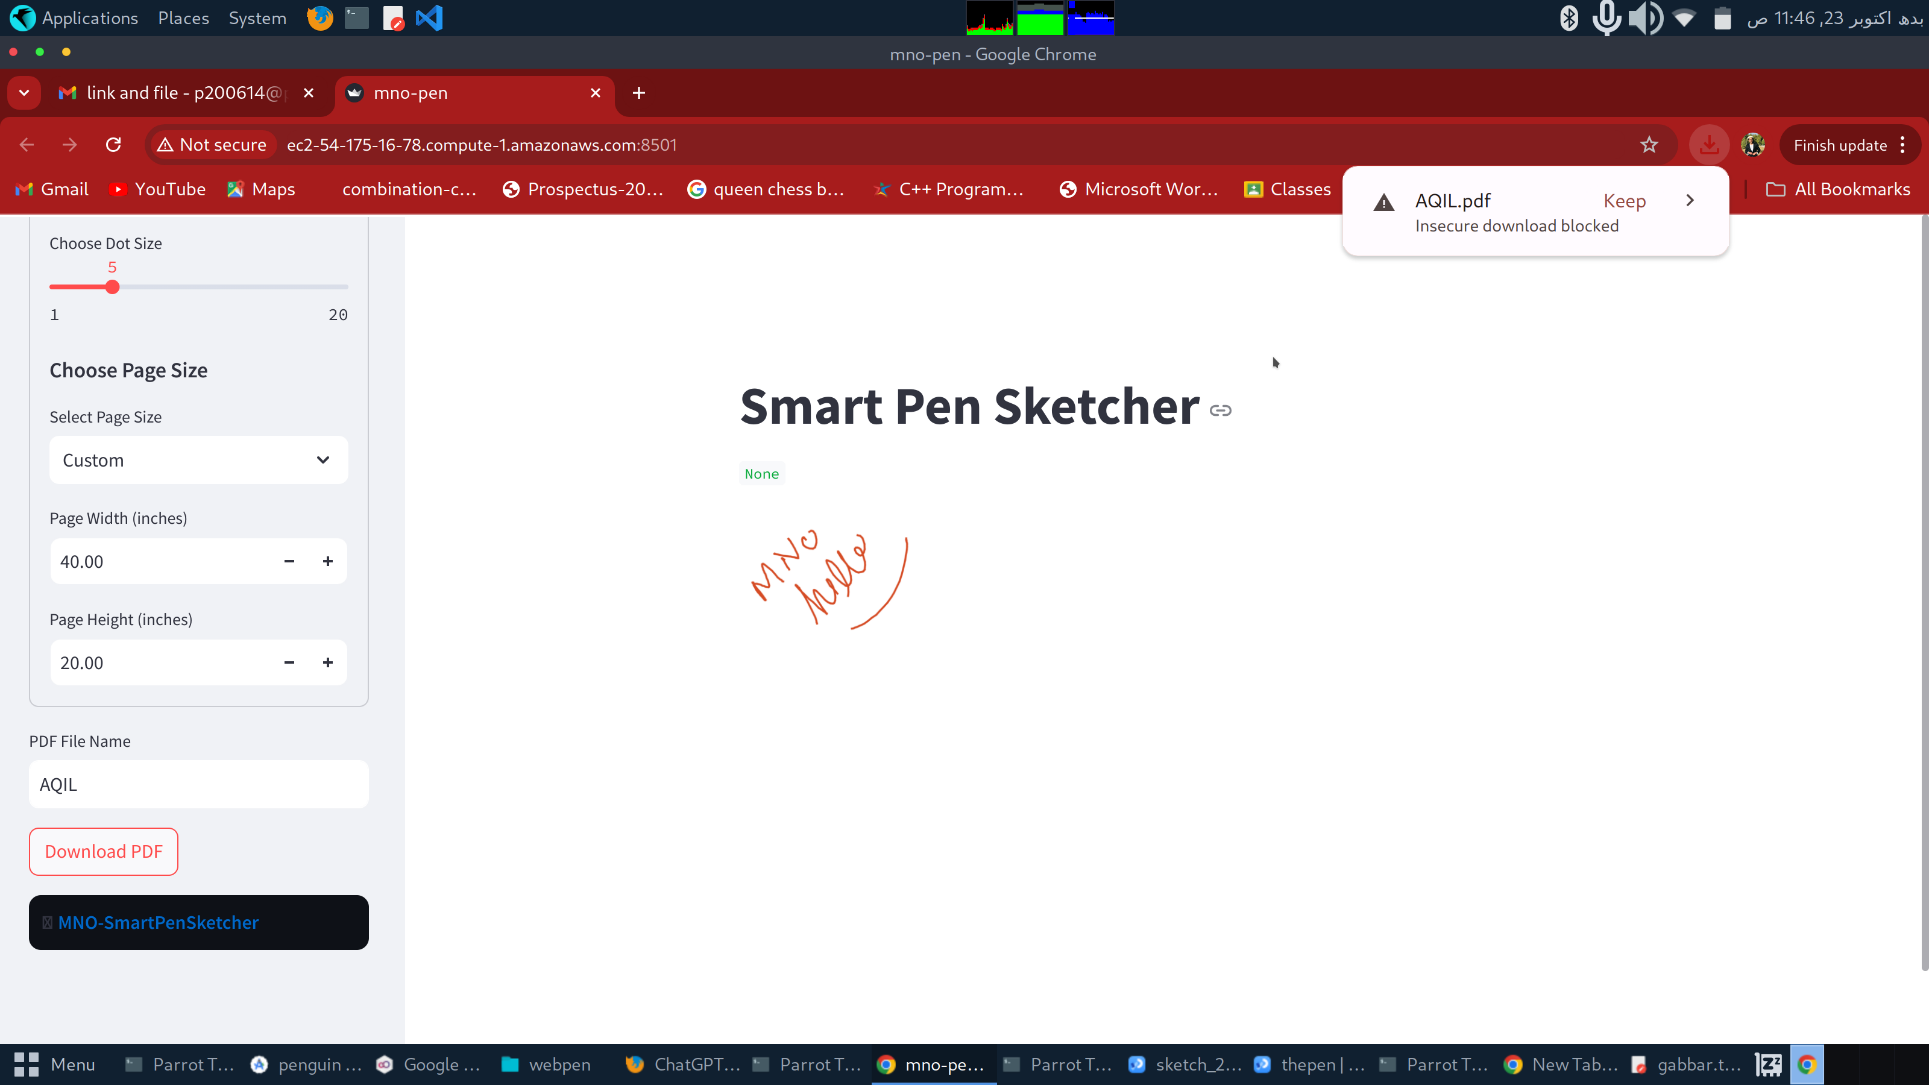 Applications Places System
بدھ اکتوبر 23, 11:46 ص
mno-pen - Google Chrome
link and file - p200614@
mno-pen
Not secure ec2-54-175-16-78.compute-1.amazonaws.com:8501
Finish update
Gmail YouTube Maps combination-c... Prospectus-20... queen chess b... C++ Program... Microsoft Wor... Classes All Bookmarks
AQIL.pdf Keep
Insecure download blocked
Choose Dot Size
5
1 20
Choose Page Size
Select Page Size
Custom
Page Width (inches)
40.00 − +
Page Height (inches)
20.00 − +
PDF File Name
AQIL
Download PDF
MNO-SmartPenSketcher
Smart Pen Sketcher
None
MNO
hello
Menu Parrot T... penguin ... Google ... webpen ChatGPT... Parrot T... mno-pe... Parrot T... sketch_2... thepen | ... Parrot T... New Tab... gabbar.t...